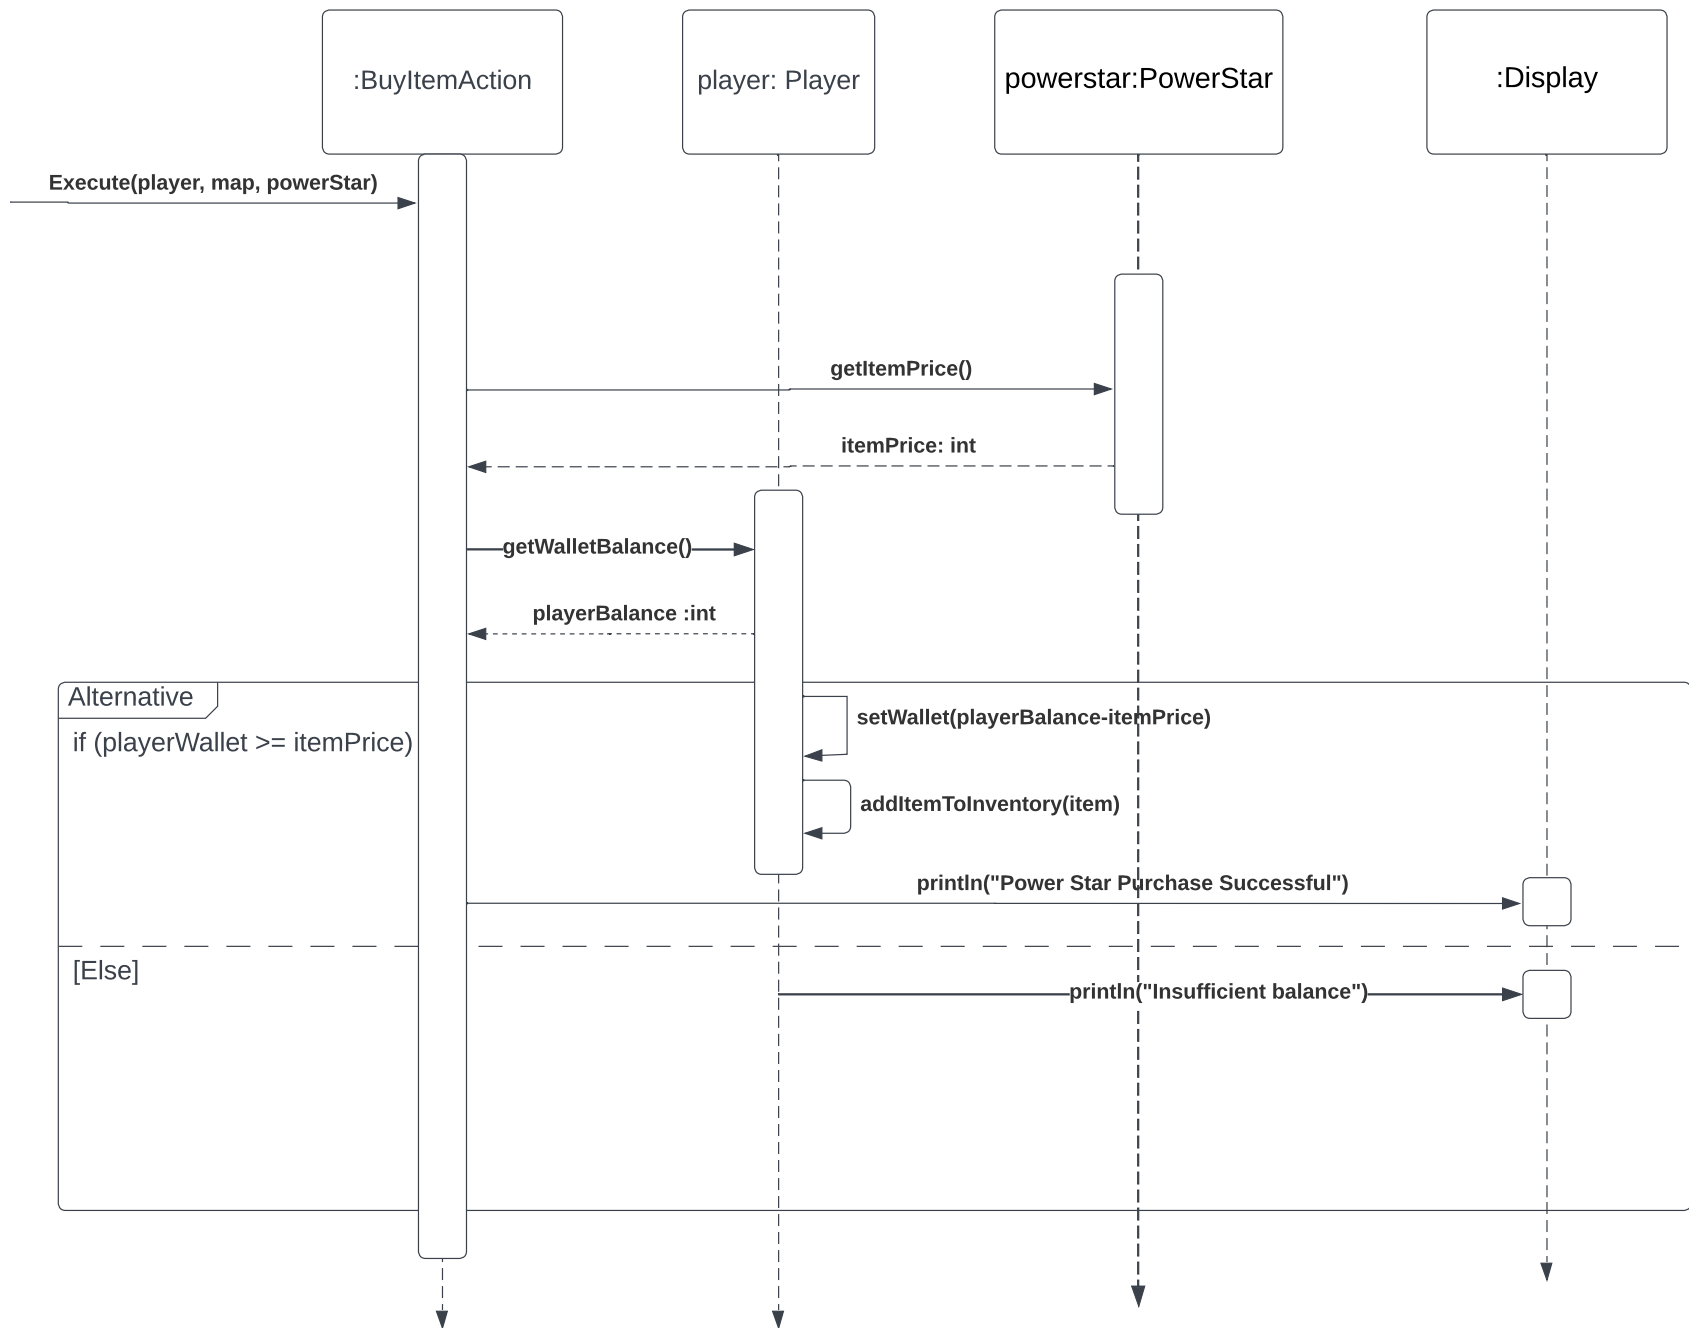 :BuyItemAction
player: Player
powerstar:PowerStar
:Display
Execute(player, map, powerStar)
getItemPrice()
itemPrice: int
getWalletBalance()
playerBalance :int
Alternative
setWallet(playerBalance-itemPrice)
if (playerWallet >= itemPrice)
addItemToInventory(item)
println("Power Star Purchase Successful")
[Else]
println("Insufficient balance")